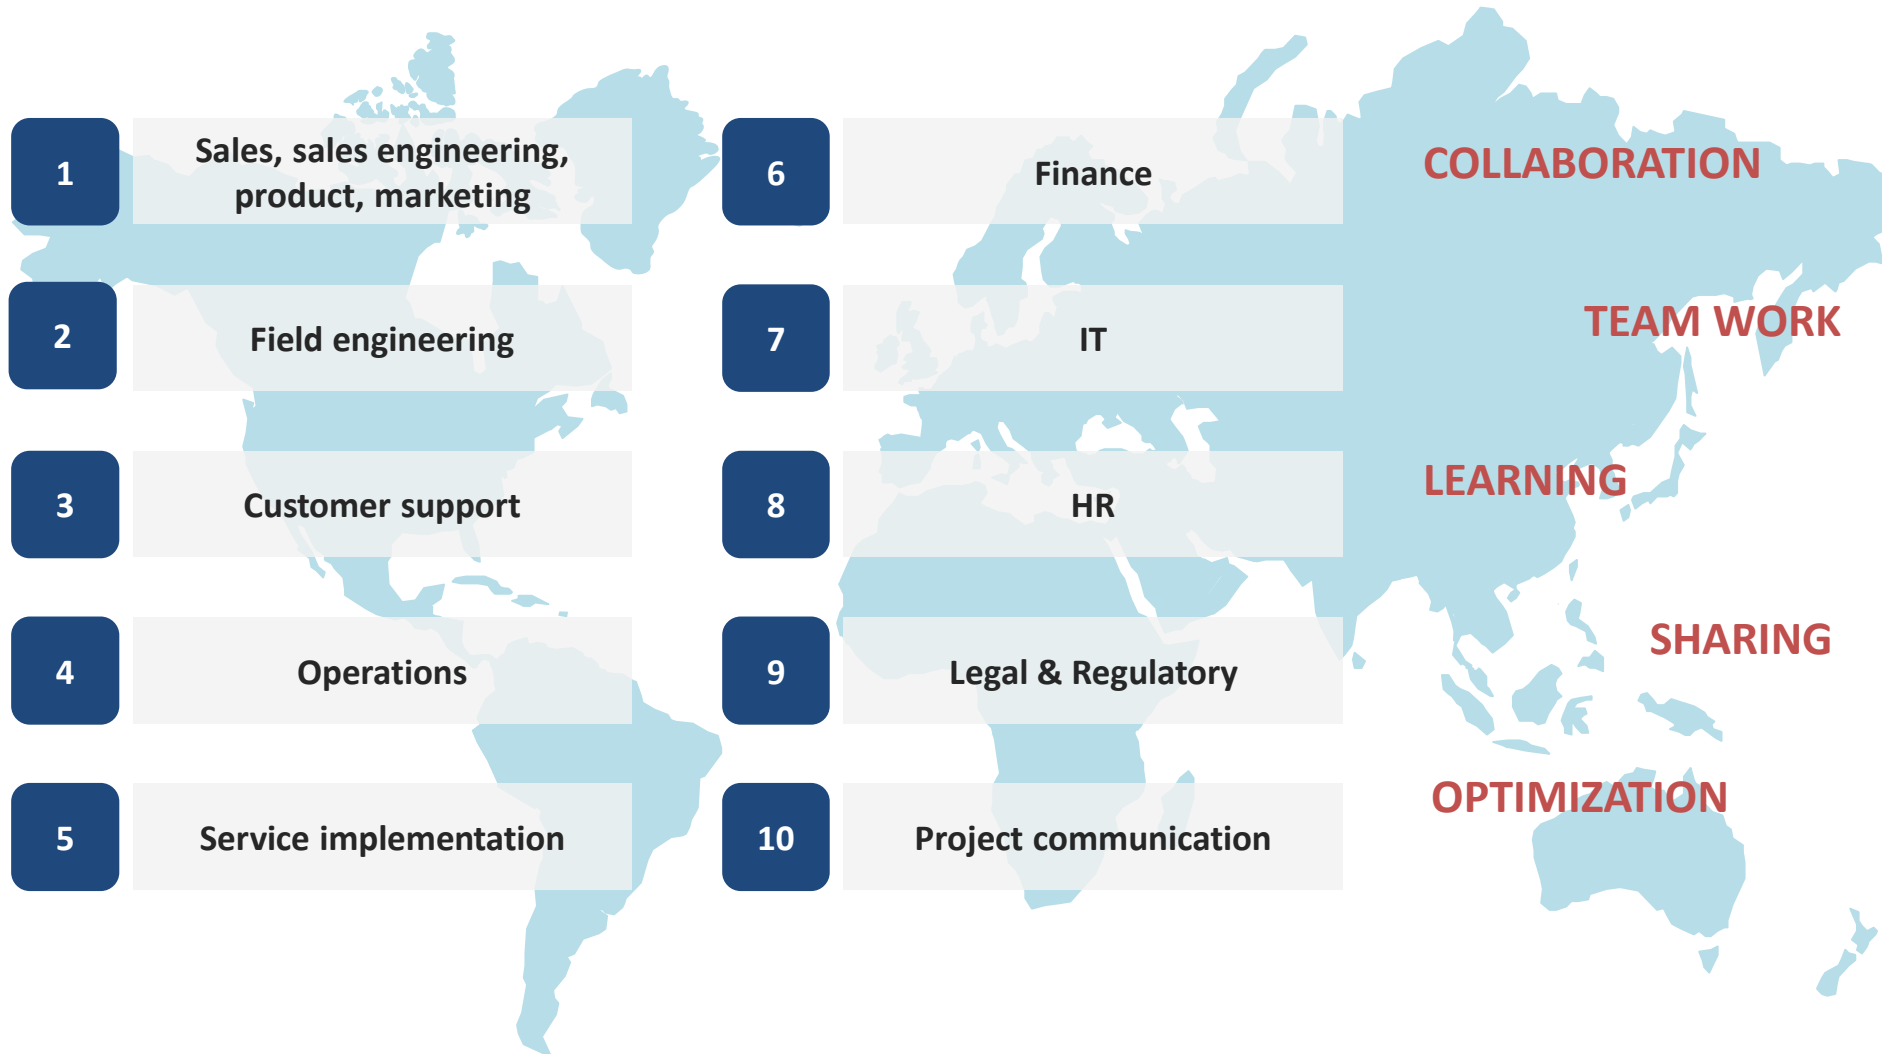 1
Sales, sales engineering,
product, marketing
2
Field engineering
3
Customer support
4
Operations
5
Service implementation
6
Finance
7
IT
8
HR
9
Legal & Regulatory
10
Project communication
COLLABORATION
TEAM WORK
LEARNING
SHARING
OPTIMIZATION